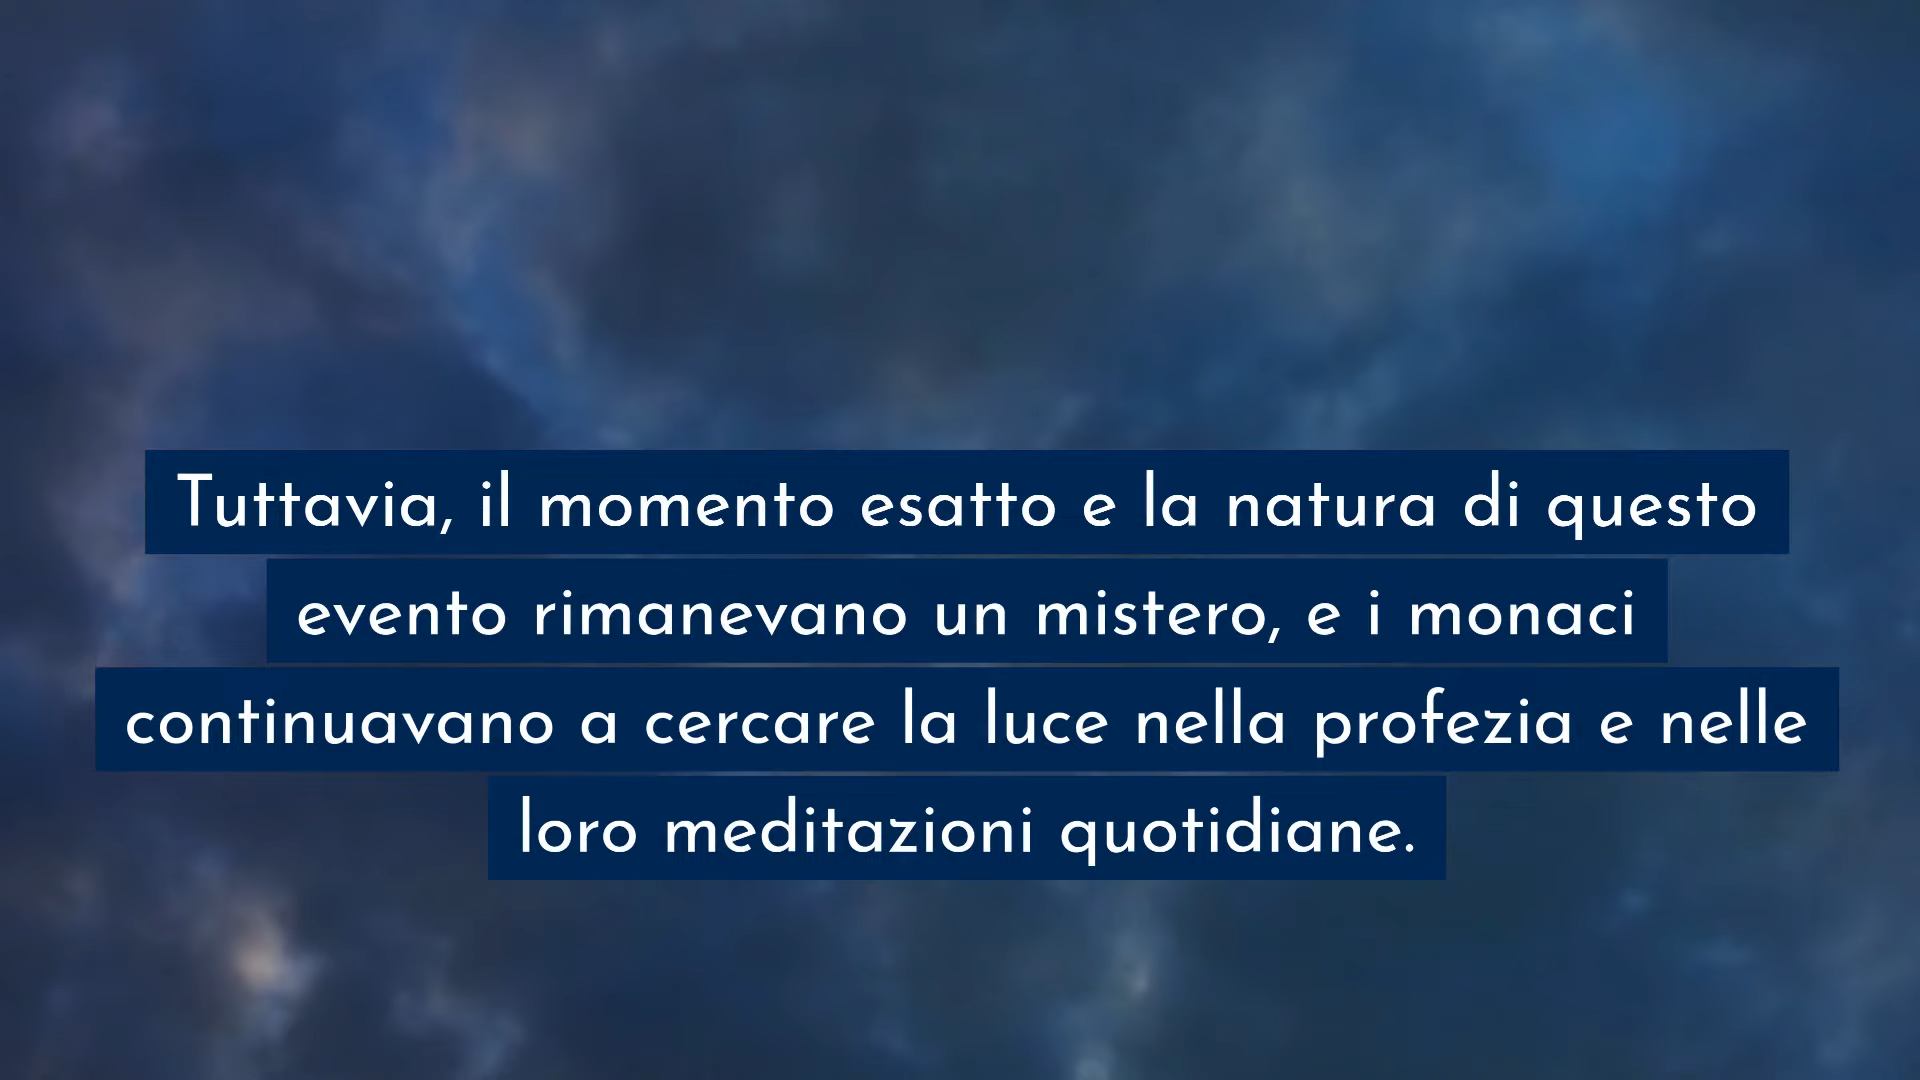 Tuttavia, il momento esatto e la natura di questo
evento rimanevano un mistero, e i monaci
continuavano a cercare la luce nella profezia e nelle
loro meditazioni quotidiane.